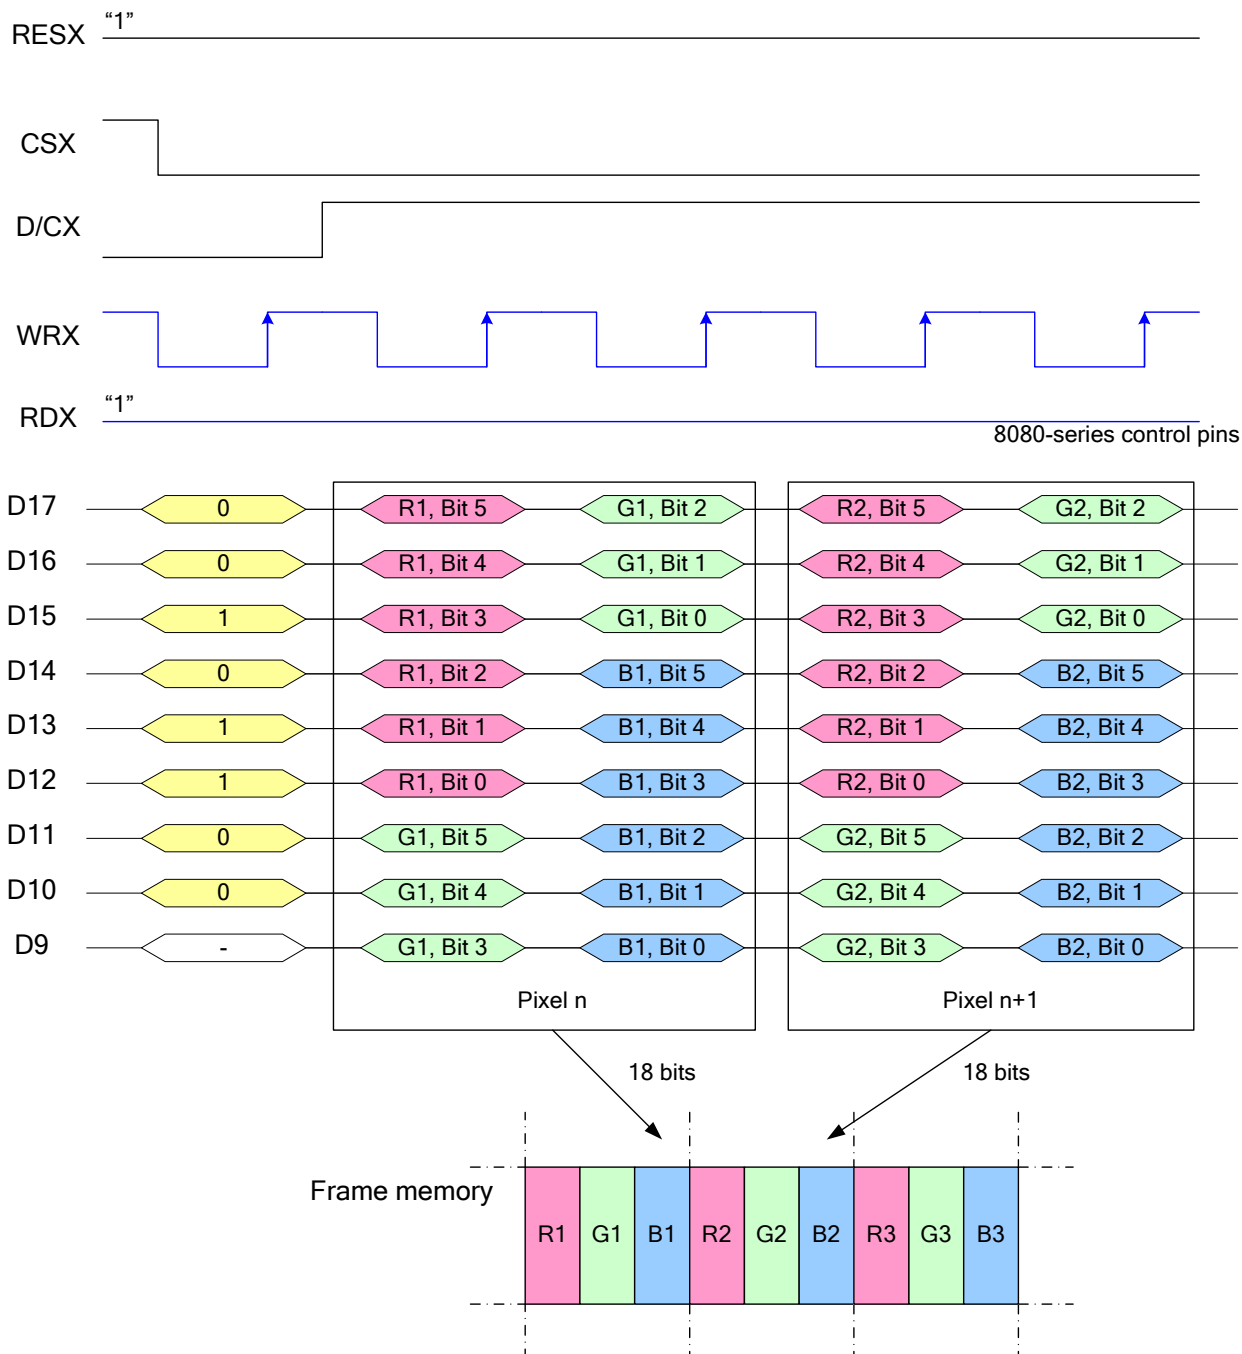 RESX “1”
CSX
D/CX
WRX
RDX “1”
8080-series control pins
D17 0 R1, Bit 5 G1, Bit 2 R2, Bit 5 G2, Bit 2
D16 0 R1, Bit 4 G1, Bit 1 R2, Bit 4 G2, Bit 1
D15 1 R1, Bit 3 G1, Bit 0 R2, Bit 3 G2, Bit 0
D14 0 R1, Bit 2 B1, Bit 5 R2, Bit 2 B2, Bit 5
D13 1 R1, Bit 1 B1, Bit 4 R2, Bit 1 B2, Bit 4
D12 1 R1, Bit 0 B1, Bit 3 R2, Bit 0 B2, Bit 3
D11 0 G1, Bit 5 B1, Bit 2 G2, Bit 5 B2, Bit 2
D10 0 G1, Bit 4 B1, Bit 1 G2, Bit 4 B2, Bit 1
D9 - G1, Bit 3 B1, Bit 0 G2, Bit 3 B2, Bit 0
Pixel n Pixel n+1
18 bits 18 bits
Frame memory
R1 G1 B1 R2 G2 B2 R3 G3 B3